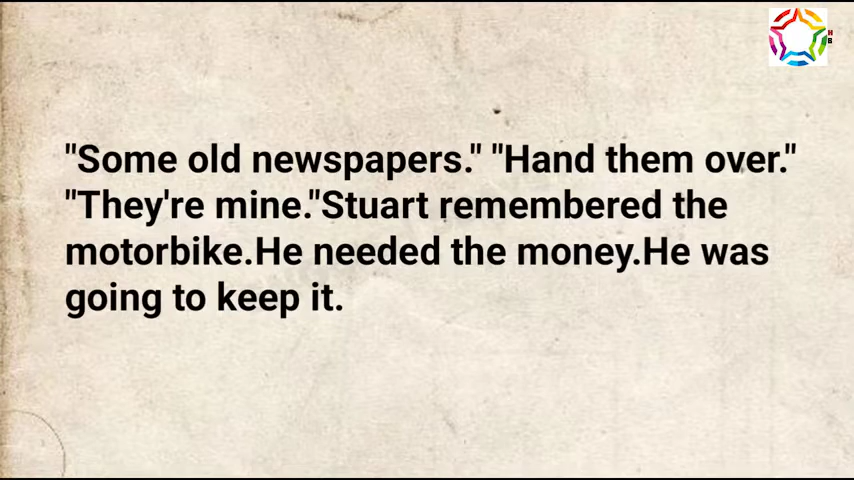 "Some old newspapers." "Hand them over."
"They're mine."Stuart remembered the
motorbike.He needed the money.He was
going to keep it.
H
B